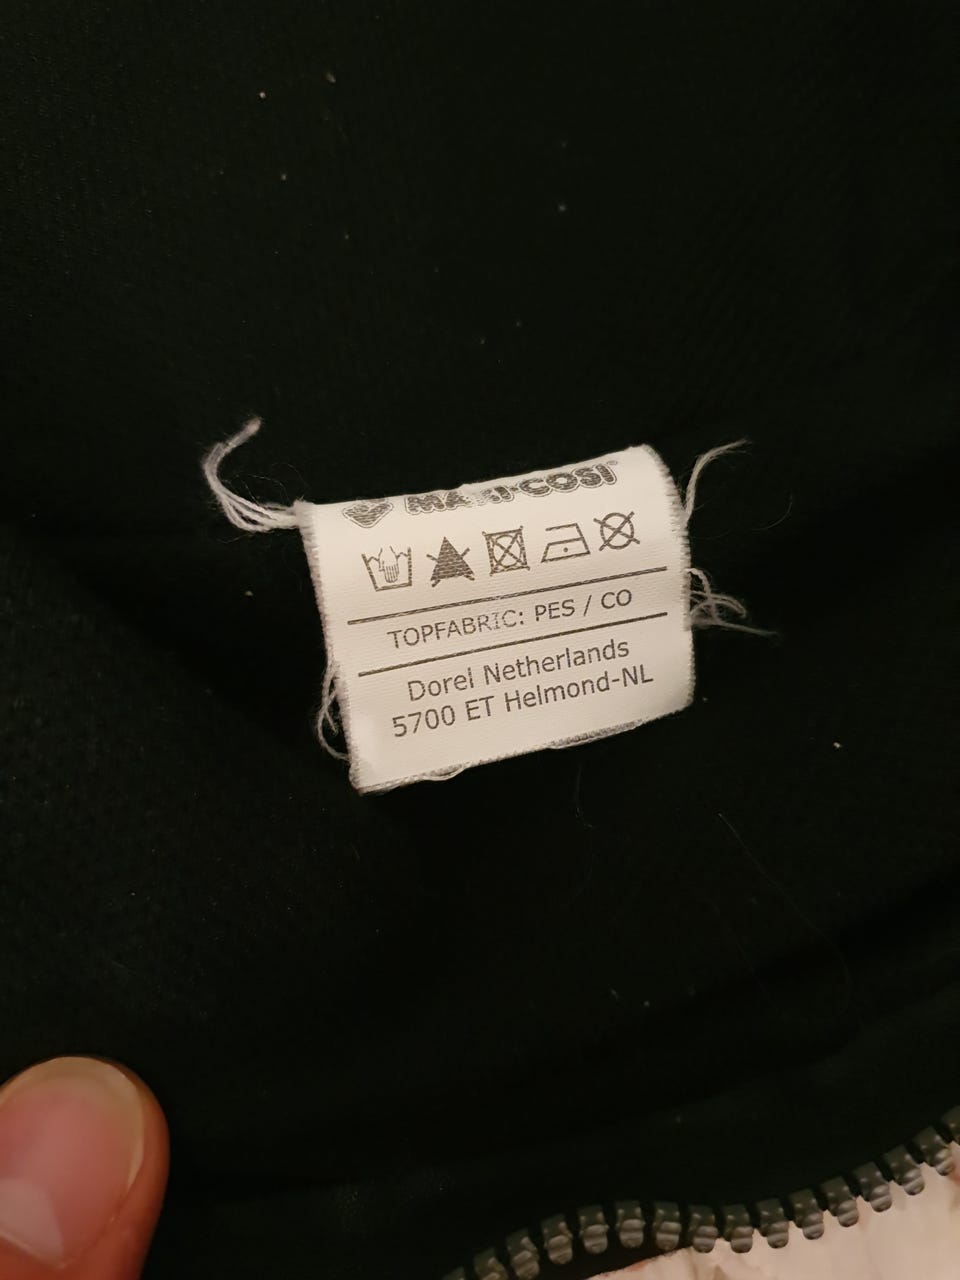 MAXI-COSI
TOPFABRIC: PES / CO
Dorel Netherlands
5700 ET Helmond-NL